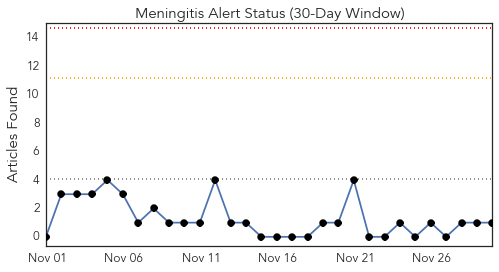 Meningitis Alert Status (30-Day Window)
Articles Found
14
12
10
8
6
4
2
0
Nov 01
Nov 06
Nov 11
Nov 16
Nov 21
Nov 26